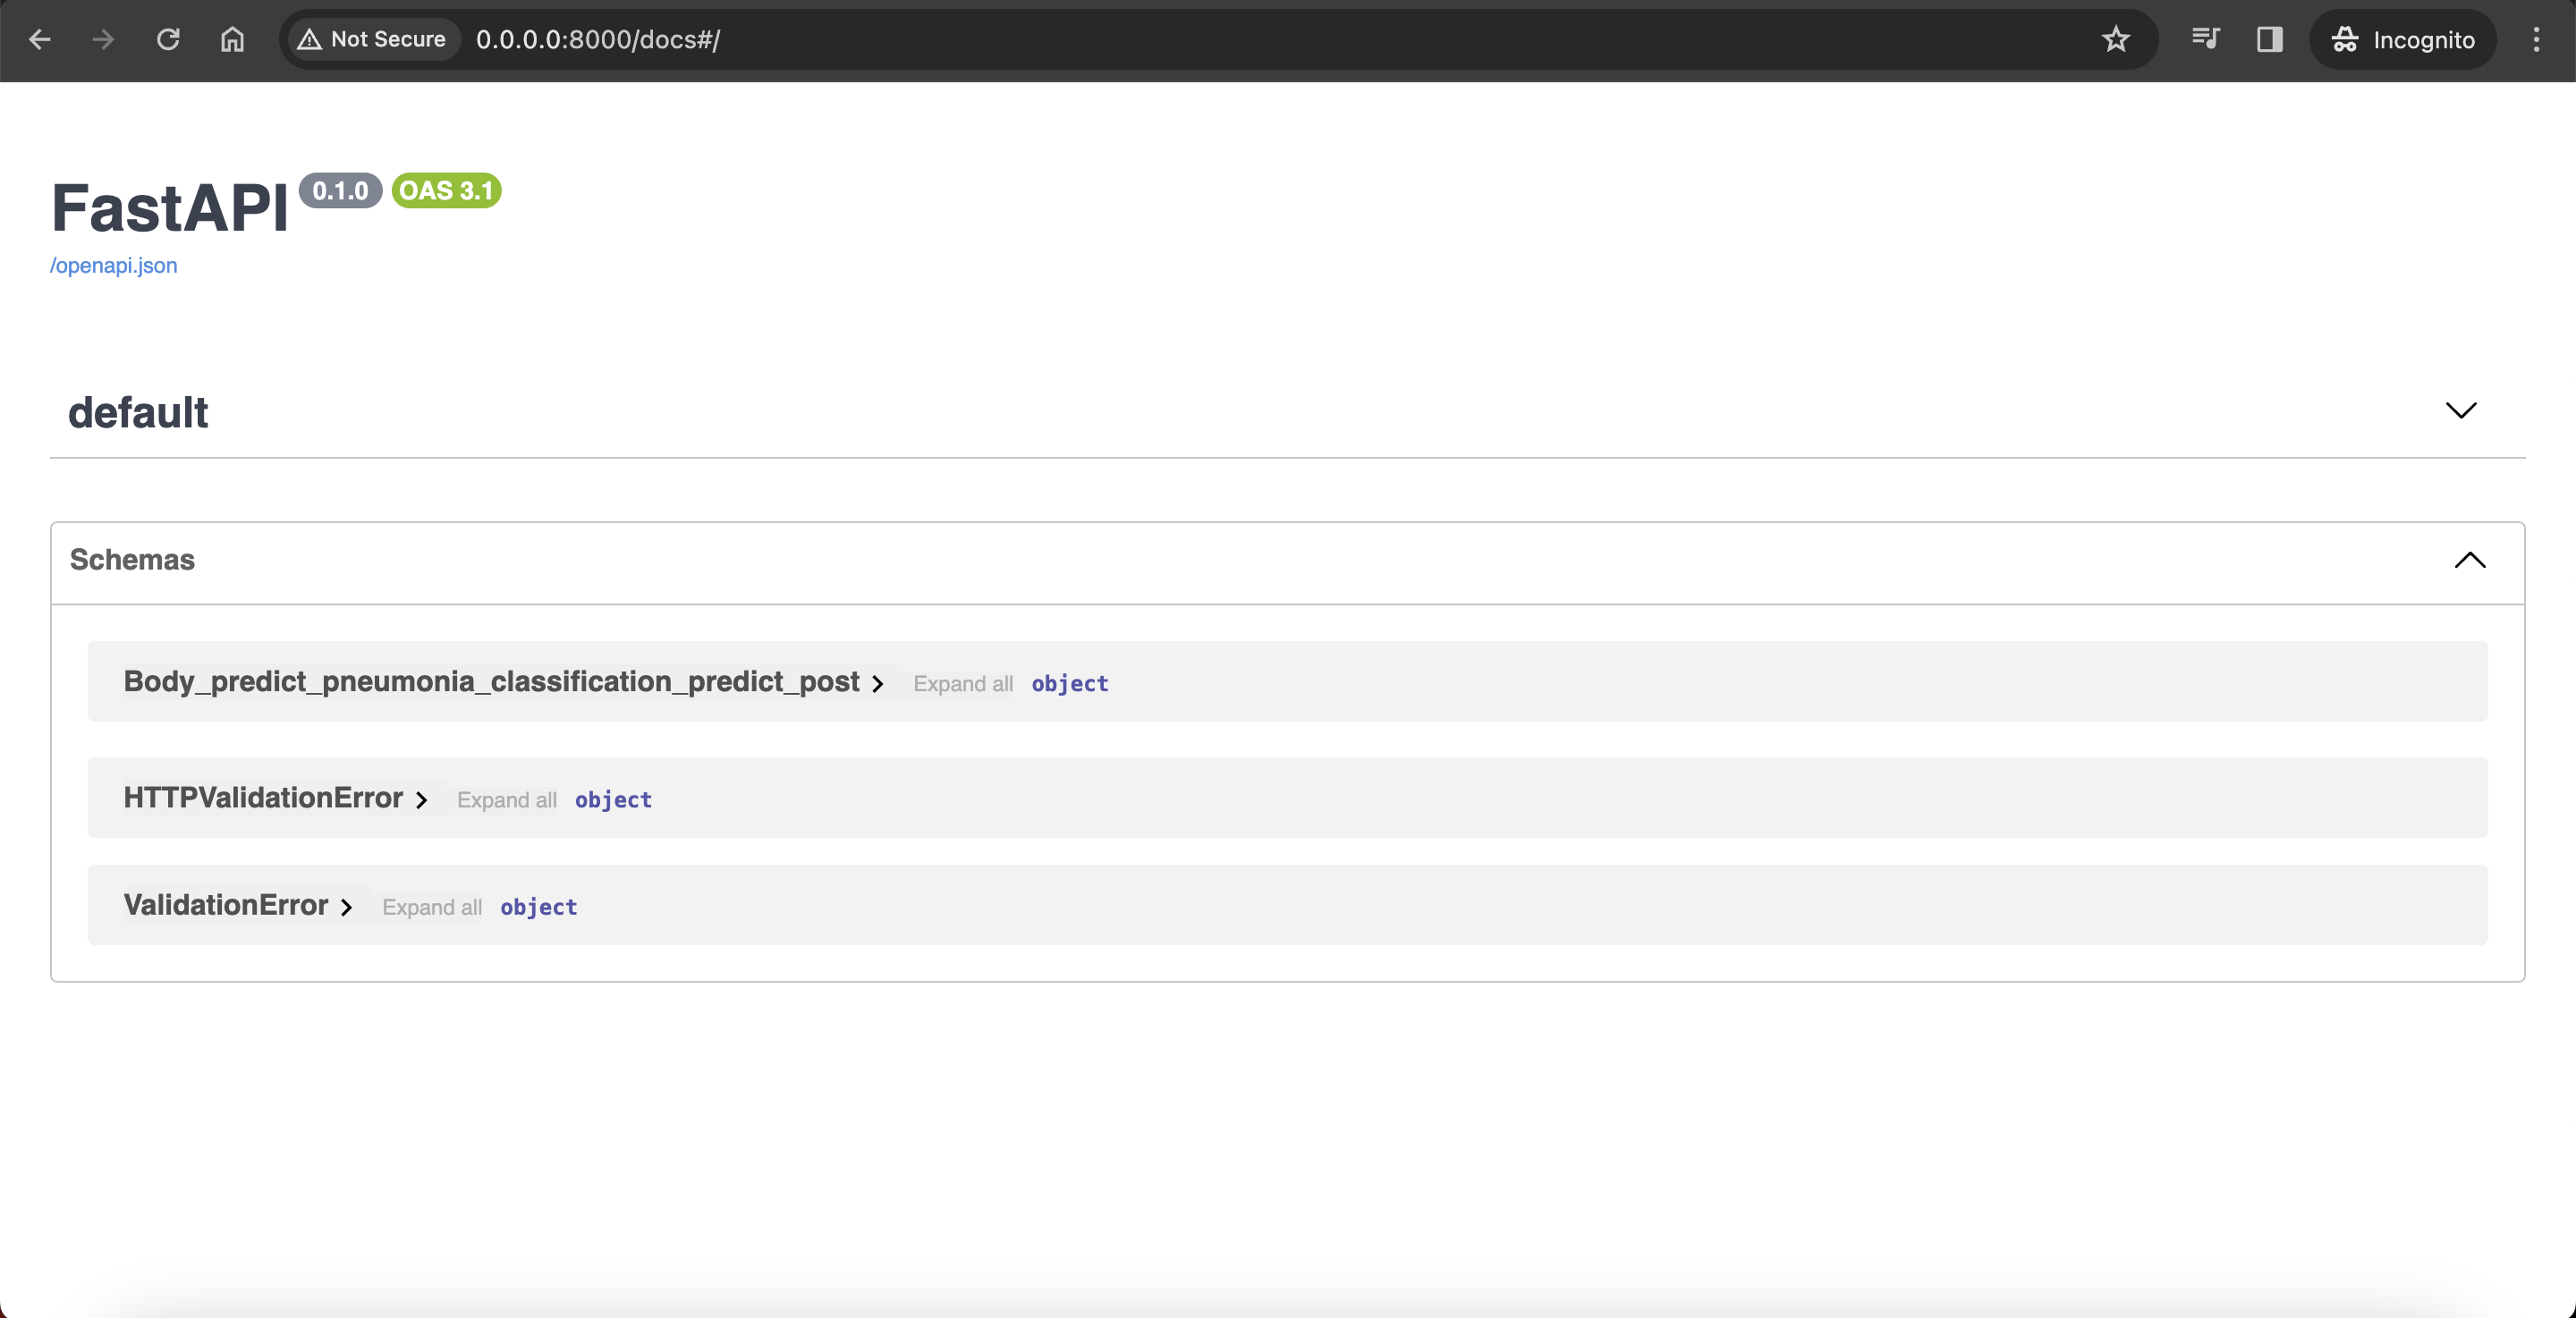 Not Secure 0.0.0.0:8000/docs#/ Incognito
FastAPI 0.1.0 OAS 3.1
/openapi.json
default
Schemas
Body_predict_pneumonia_classification_predict_post Expand all object
HTTPValidationError Expand all object
ValidationError Expand all object